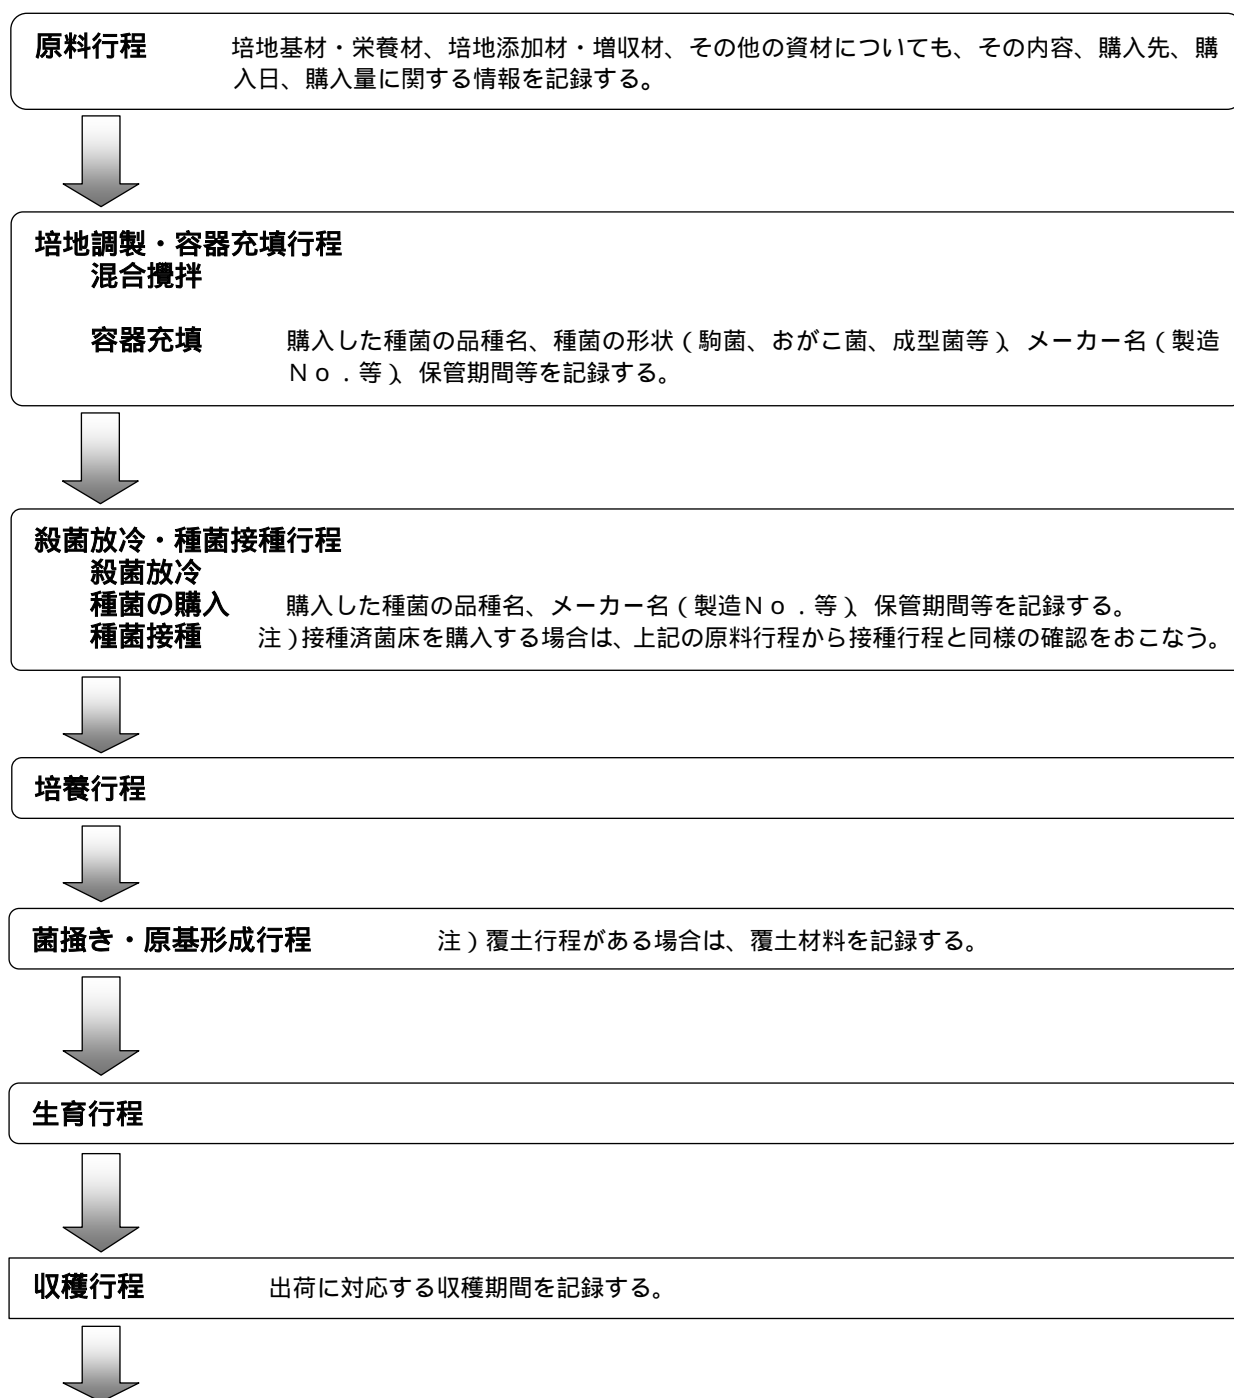 原料行程 培地基材・栄養材、培地添加材・増収材、その他の資材についても、その内容、購入先、購
入日、購入量に関する情報を記録する。
培地調製・容器充填行程
混合攪拌
容器充填 購入した種菌の品種名、種菌の形状(駒菌、おがこ菌、成型菌等)、メーカー名(製造
No.等)、保管期間等を記録する。
殺菌放冷・種菌接種行程
殺菌放冷
種菌の購入 購入した種菌の品種名、メーカー名(製造No.等)、保管期間等を記録する。
種菌接種 注)接種済菌床を購入する場合は、上記の原料行程から接種行程と同様の確認をおこなう。
培養行程
菌掻き・原基形成行程 注)覆土行程がある場合は、覆土材料を記録する。
生育行程
収穫行程 出荷に対応する収穫期間を記録する。